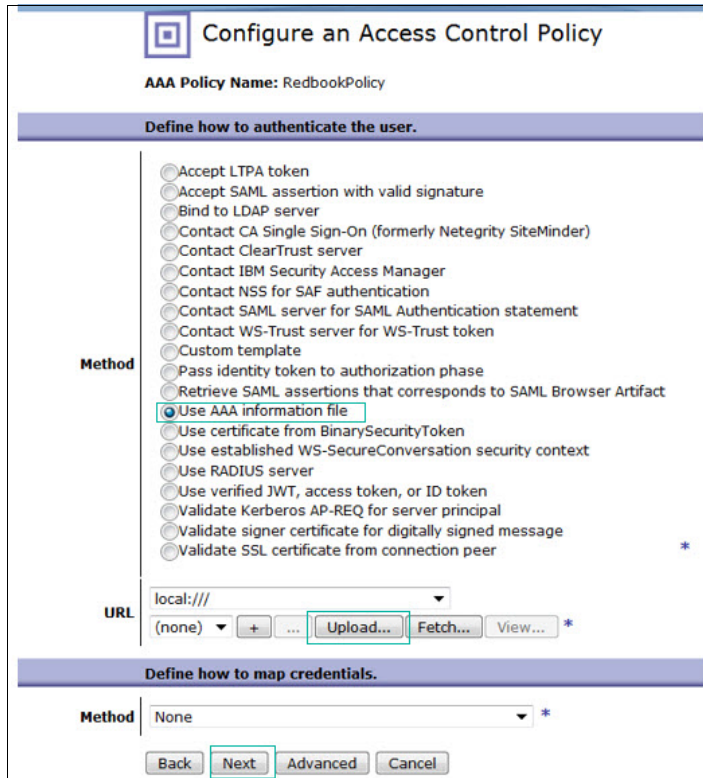 Configure an Access Control Policy
AAA Policy Name: RedbookPolicy
Define how to authenticate the user.
Method
Accept LTPA token
Accept SAML assertion with valid signature
Bind to LDAP server
Contact CA Single Sign-On (formerly Netegrity SiteMinder)
Contact ClearTrust server
Contact IBM Security Access Manager
Contact NSS for SAF authentication
Contact SAML server for SAML Authentication statement
Contact WS-Trust server for WS-Trust token
Custom template
Pass identity token to authorization phase
Retrieve SAML assertions that corresponds to SAML Browser Artifact
Use AAA information file
Use certificate from BinarySecurityToken
Use established WS-SecureConversation security context
Use RADIUS server
Use verified JWT, access token, or ID token
Validate Kerberos AP-REQ for server principal
Validate signer certificate for digitally signed message
Validate SSL certificate from connection peer *
URL
local:///
(none) + ... Upload... Fetch... View... *
Define how to map credentials.
Method None *
Back Next Advanced Cancel